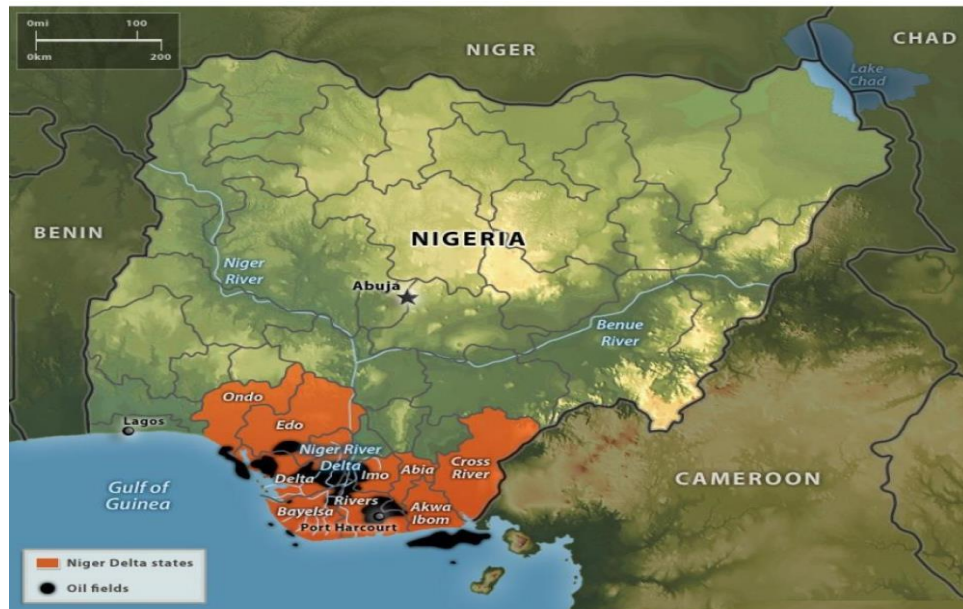 0mi 100
0km 200
NIGER
CHAD
Lake
Chad
BENIN
NIGERIA
Niger
River
Abuja
Benue
River
Ondo
Lagos
Edo
Niger River
Delta
Delta
Imo
Abia
Cross
River
Gulf of
Guinea
Rivers
Bayelsa
Akwa
Ibom
Port Harcourt
CAMEROON
Niger Delta states
Oil fields